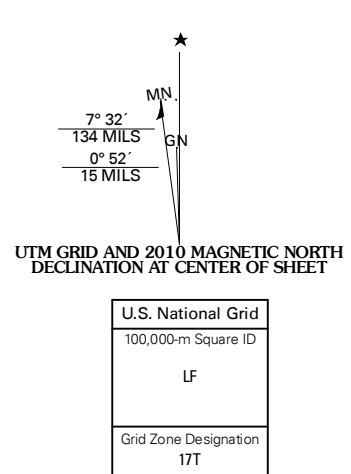 ★
MN
7° 32´
134 MILS
GN
0° 52´
15 MILS
UTM GRID AND 2010 MAGNETIC NORTH
DECLINATION AT CENTER OF SHEET
U.S. National Grid
100,000-m Square ID
LF
Grid Zone Designation
17T